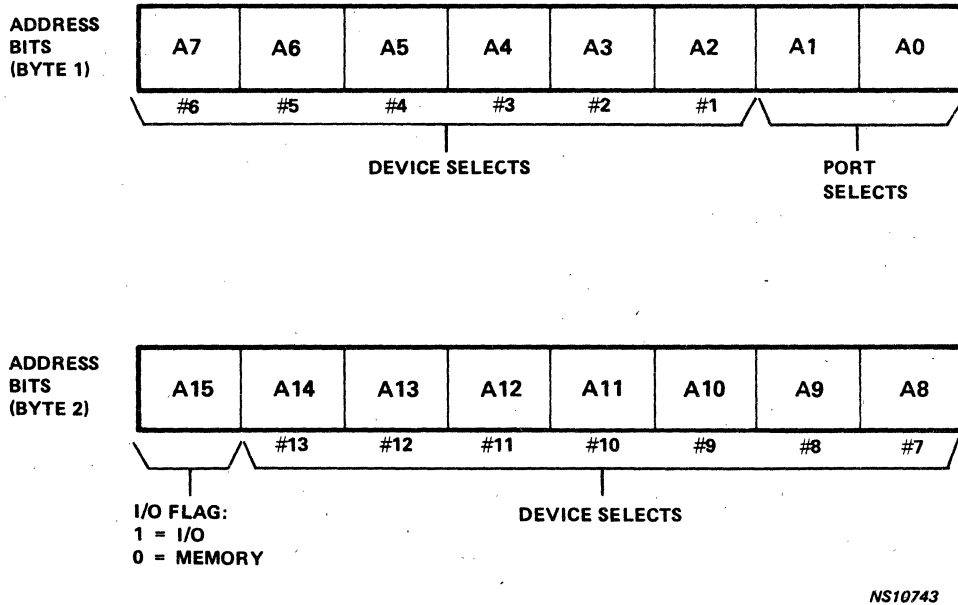 ADDRESS
BITS
(BYTE 1)
A7 A6 A5 A4 A3 A2 A1 A0
#6 #5 #4 #3 #2 #1
DEVICE SELECTS
PORT
SELECTS
ADDRESS
BITS
(BYTE 2)
A15 A14 A13 A12 A11 A10 A9 A8
#13 #12 #11 #10 #9 #8 #7
I/O FLAG:
1 = I/O
0 = MEMORY
DEVICE SELECTS
NS10743